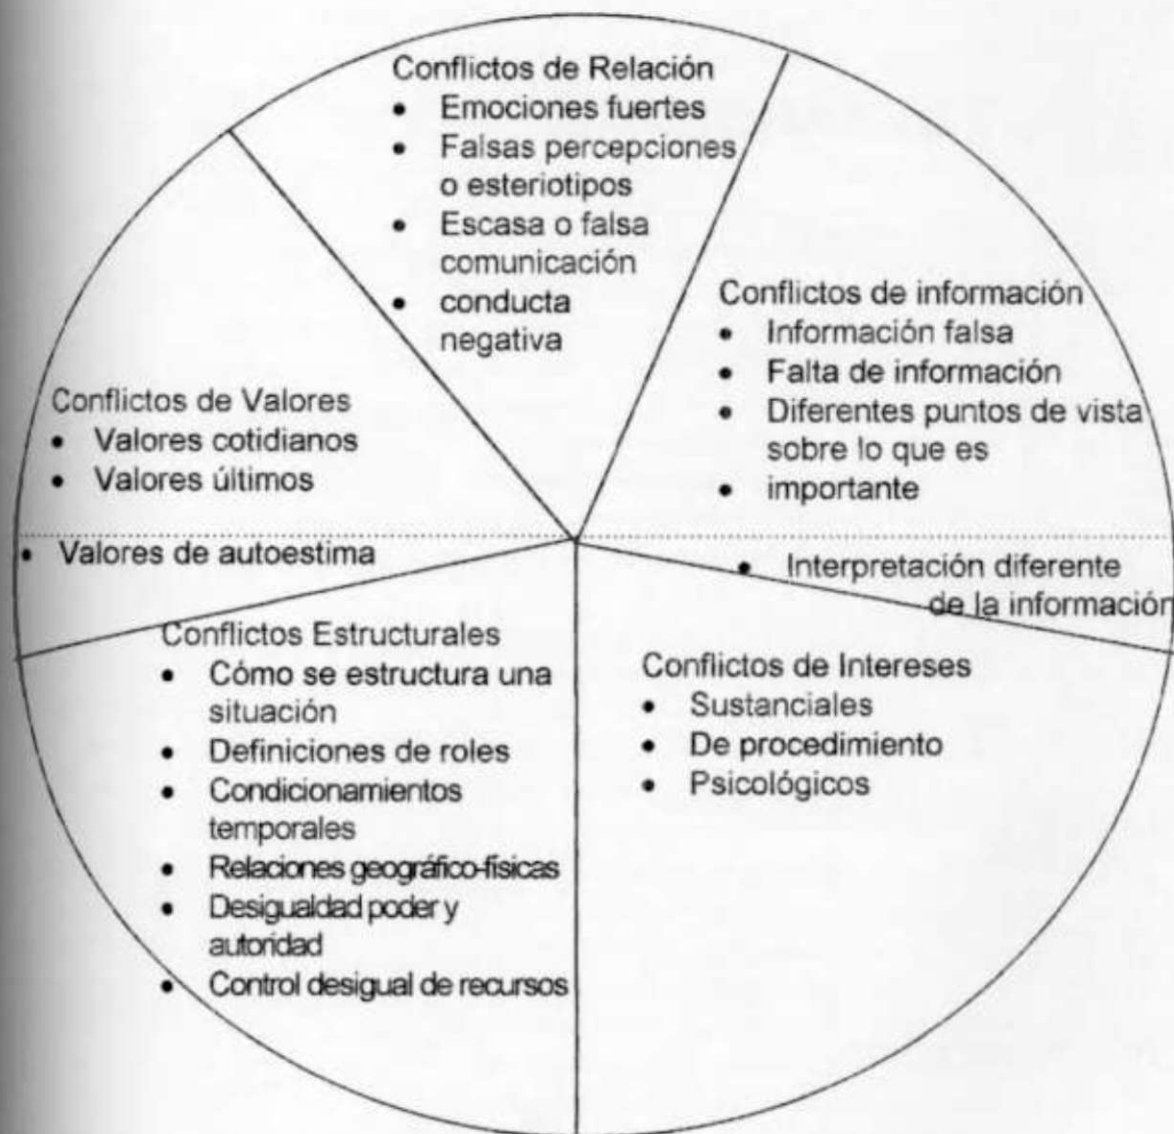 Conflictos de Relación
• Emociones fuertes
• Falsas percepciones
o esteriotipos
• Escasa o falsa
comunicación
• conducta
negativa
Conflictos de información
• Información falsa
• Falta de información
• Diferentes puntos de vista
sobre lo que es
• importante
• Interpretación diferente
de la información
Conflictos de Valores
• Valores cotidianos
• Valores últimos
• Valores de autoestima
Conflictos Estructurales
• Cómo se estructura una
situación
• Definiciones de roles
• Condicionamientos
temporales
• Relaciones geográfico-físicas
• Desigualdad poder y
autoridad
• Control desigual de recursos
Conflictos de Intereses
• Sustanciales
• De procedimiento
• Psicológicos